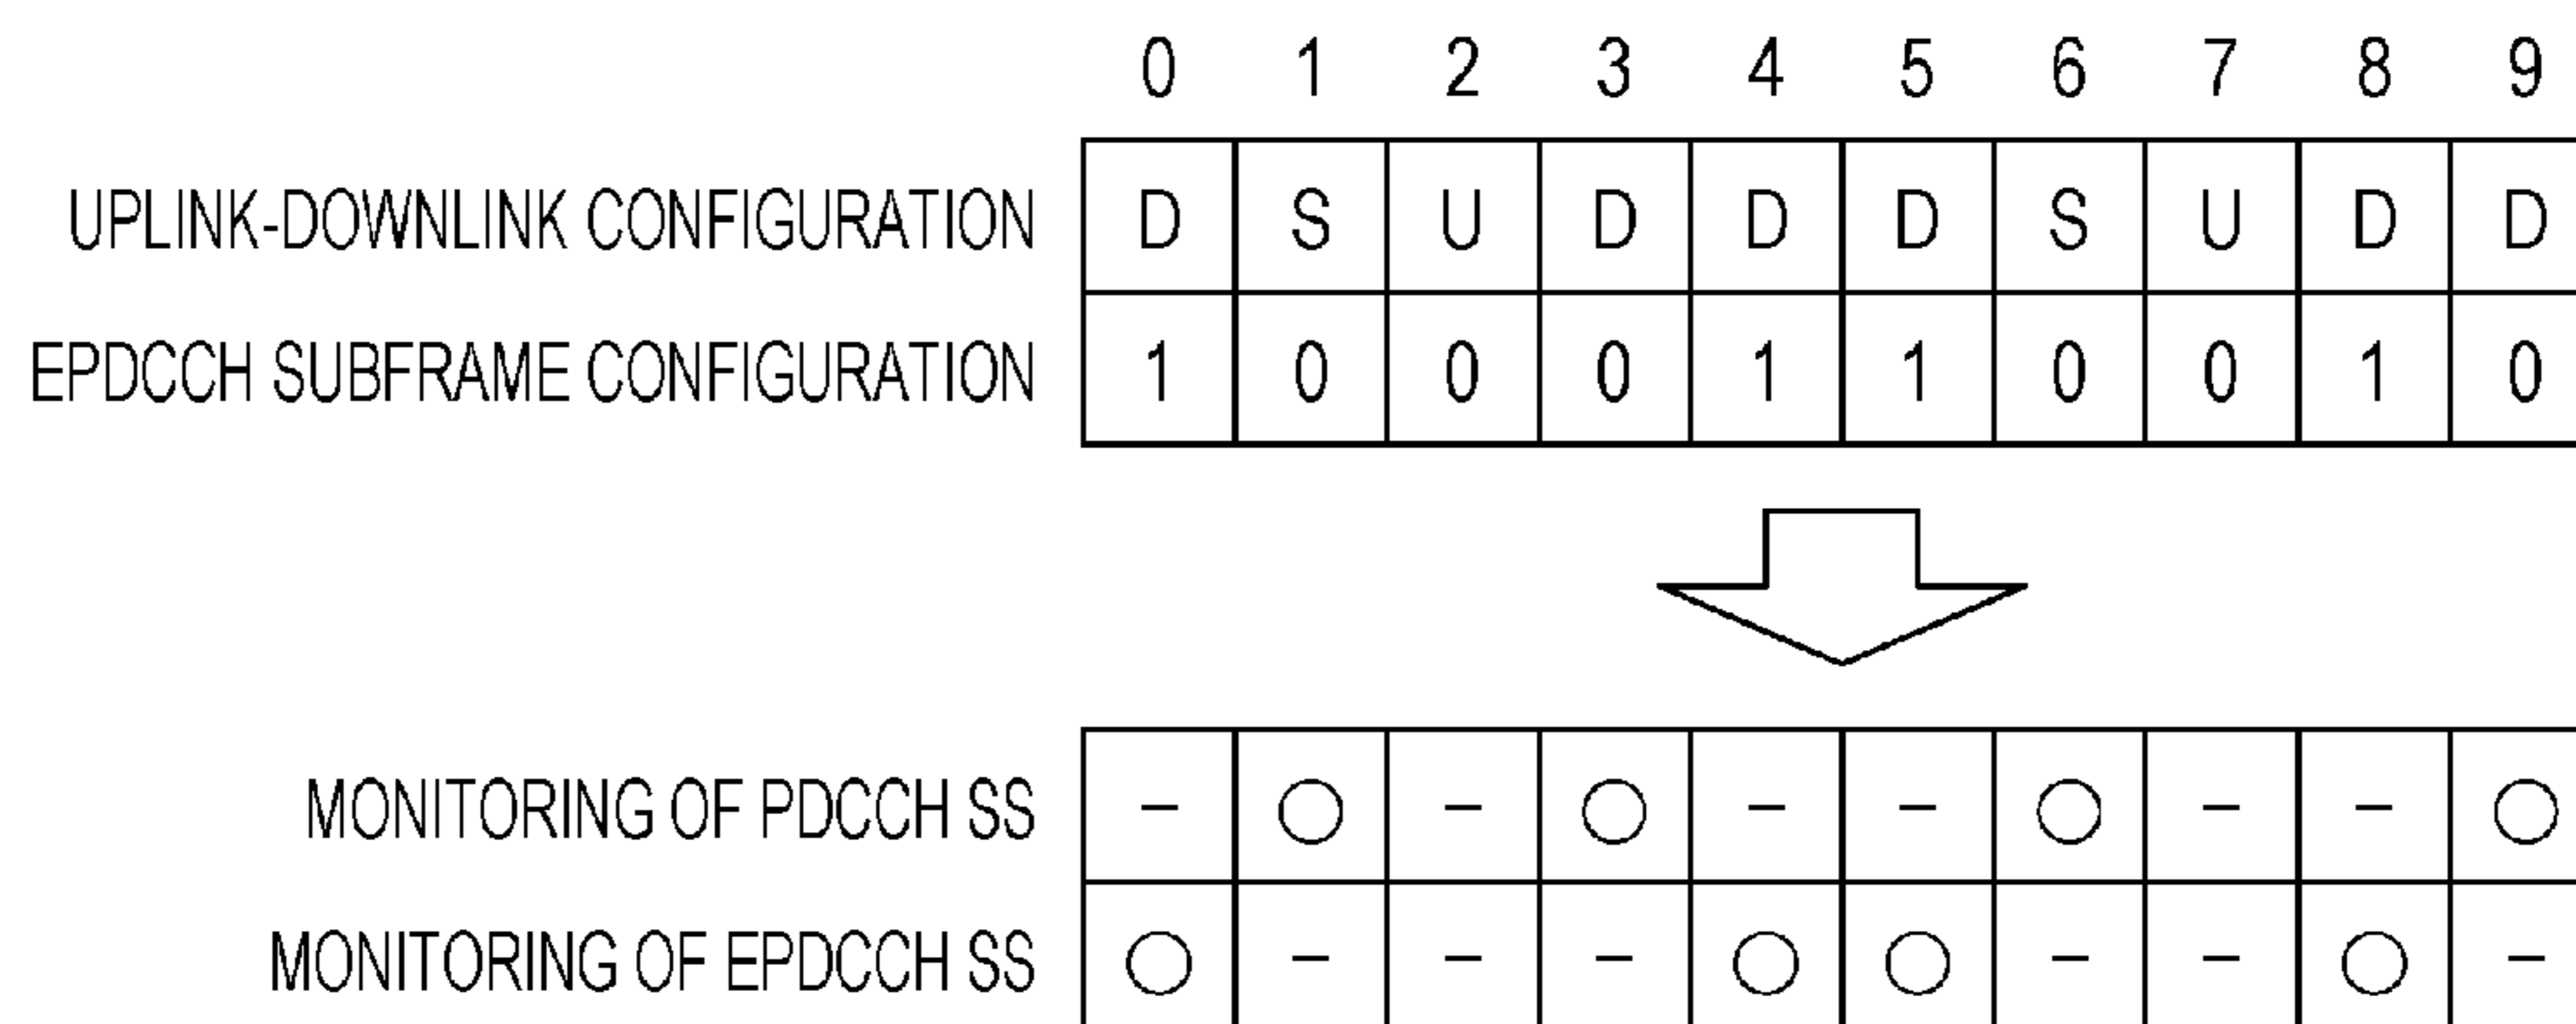 0 1 2 3 4 5 6 7 8 9
UPLINK-DOWNLINK CONFIGURATION D S U D D D S U D D
EPDCCH SUBFRAME CONFIGURATION 1 0 0 0 1 1 0 0 1 0
MONITORING OF PDCCH SS – ○ – ○ – – ○ – – ○
MONITORING OF EPDCCH SS ○ – – – ○ ○ – – ○ –